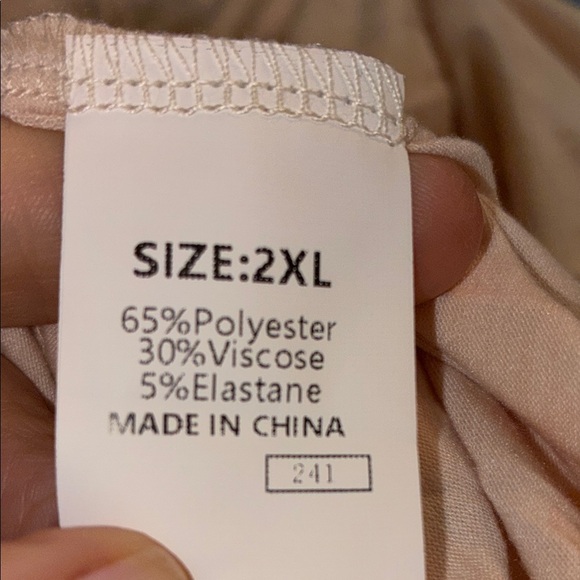 SIZE:2XL
65%Polyester
30%Viscose
5%Elastane
MADE IN CHINA
241